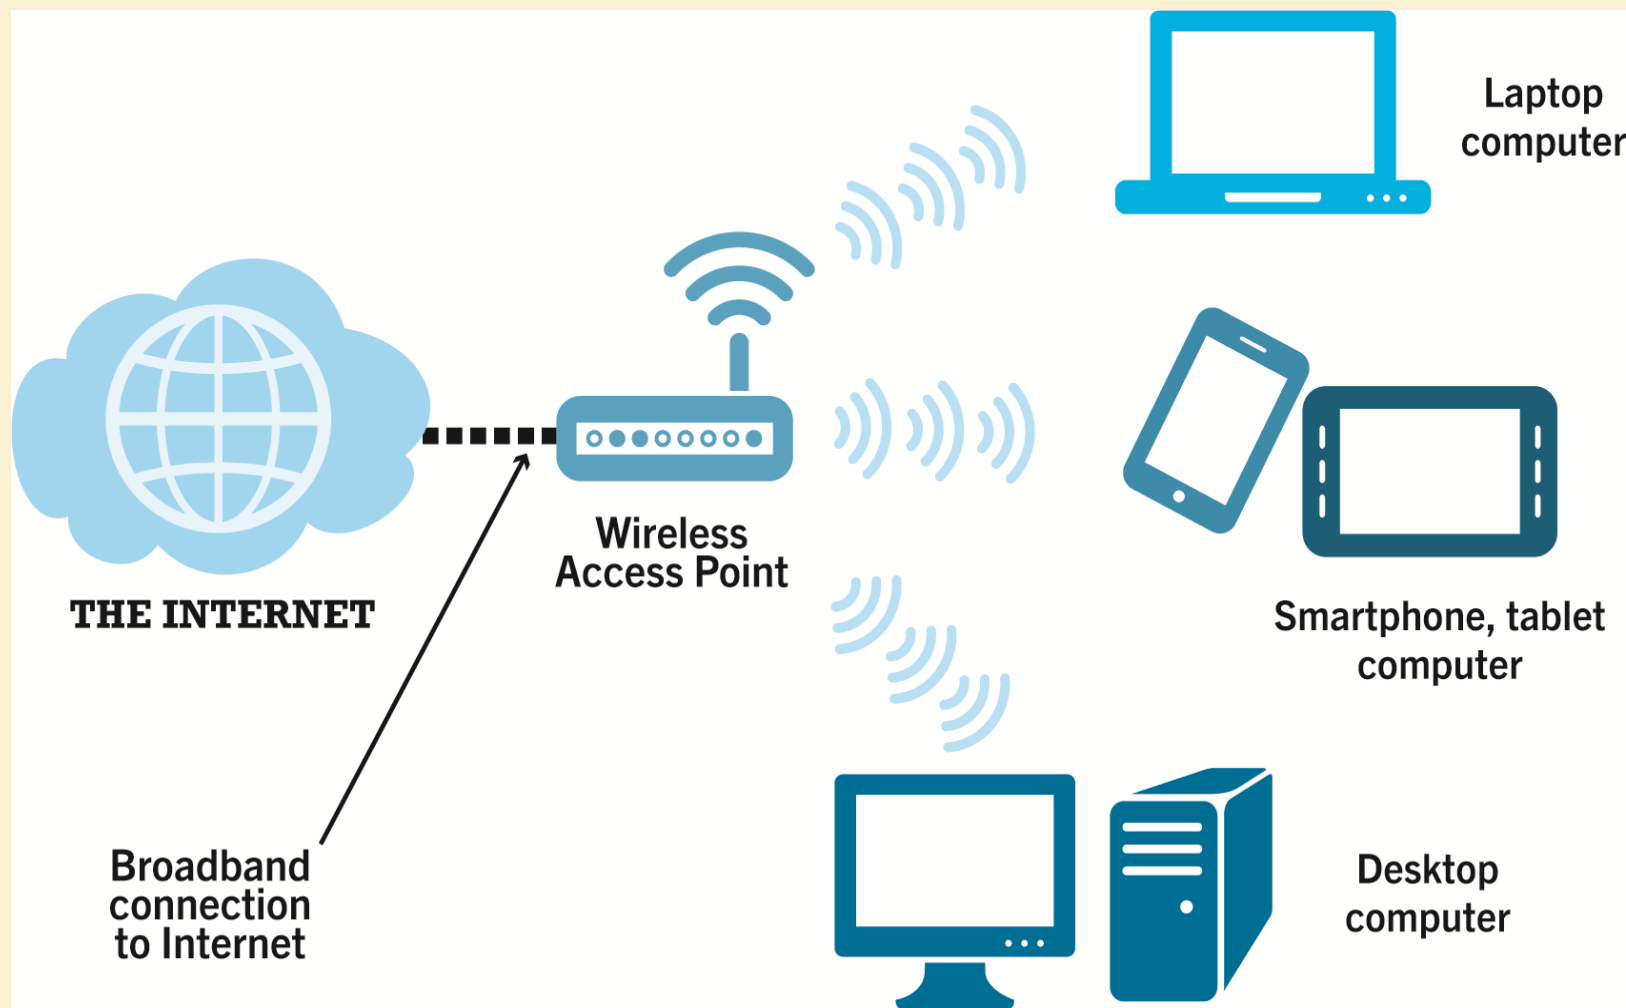 Laptop
computer
Wireless
Access Point
THE INTERNET
Smartphone, tablet
computer
Broadband
connection
to Internet
Desktop
computer